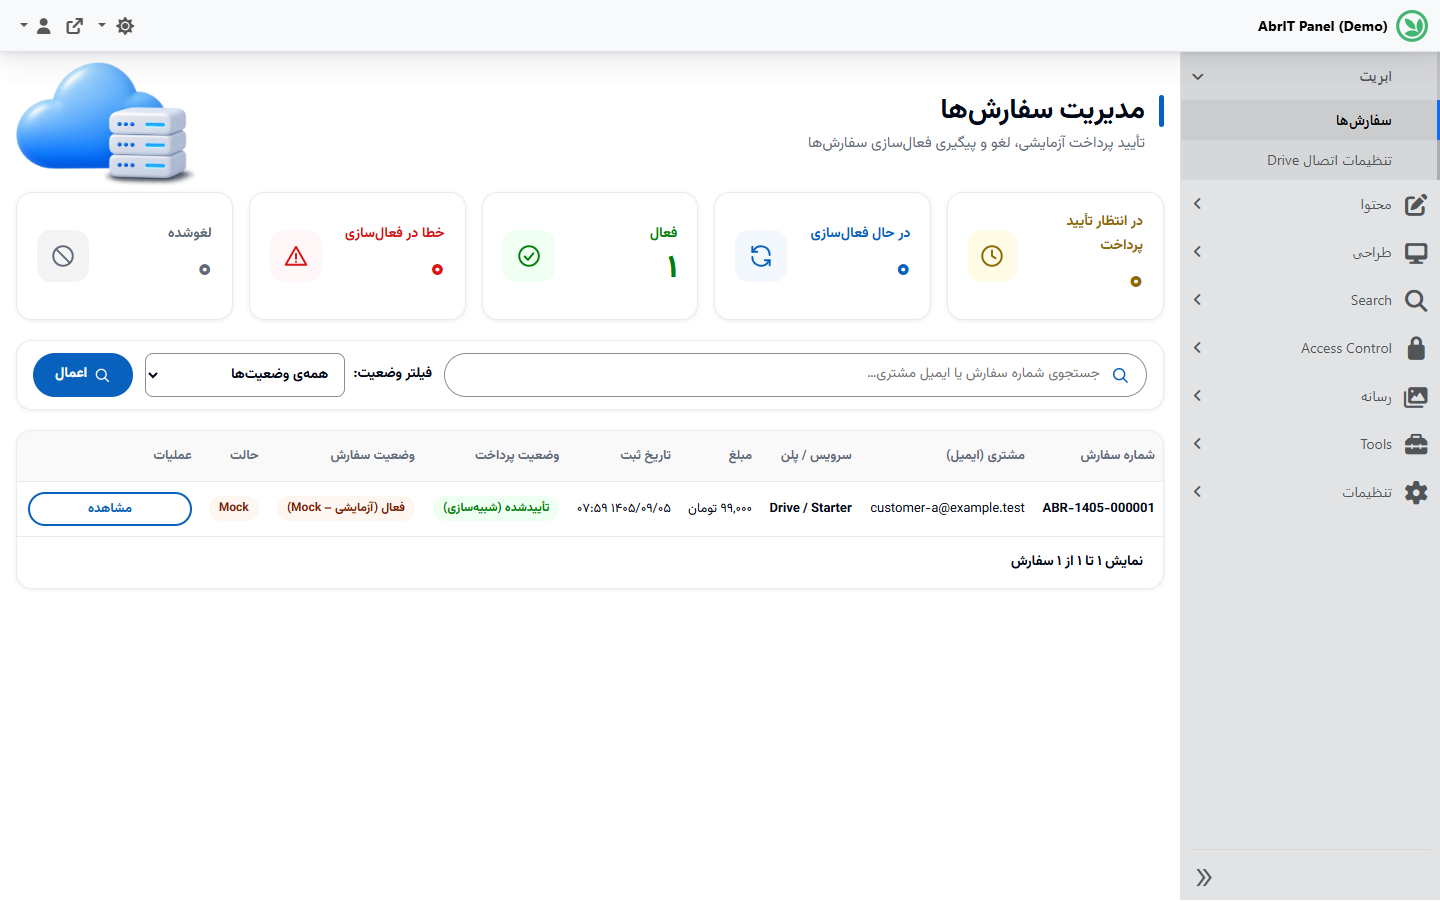 AbrIT Panel (Demo)
ابریت
سفارش‌ها
تنظیمات اتصال Drive
محتوا
طراحی
Search
Access Control
رسانه
Tools
تنظیمات
مدیریت سفارش‌ها
تأیید پرداخت آزمایشی، لغو و پیگیری فعال‌سازی سفارش‌ها
در انتظار تأیید
پرداخت
۰
در حال فعال‌سازی
۰
فعال
۱
خطا در فعال‌سازی
۰
لغوشده
۰
جستجوی شماره سفارش یا ایمیل مشتری...
فیلتر وضعیت:
همه‌ی وضعیت‌ها
اعمال
شماره سفارش مشتری (ایمیل) سرویس / پلن مبلغ تاریخ ثبت وضعیت پرداخت وضعیت سفارش حالت عملیات
ABR-1405-000001 customer-a@example.test Drive / Starter ۹۹,۰۰۰ تومان ۱۴۰۵/۰۹/۰۵ ۰۷:۵۹ تأییدشده (شبیه‌سازی) فعال (آزمایشی – Mock) Mock مشاهده
نمایش ۱ تا ۱ از ۱ سفارش